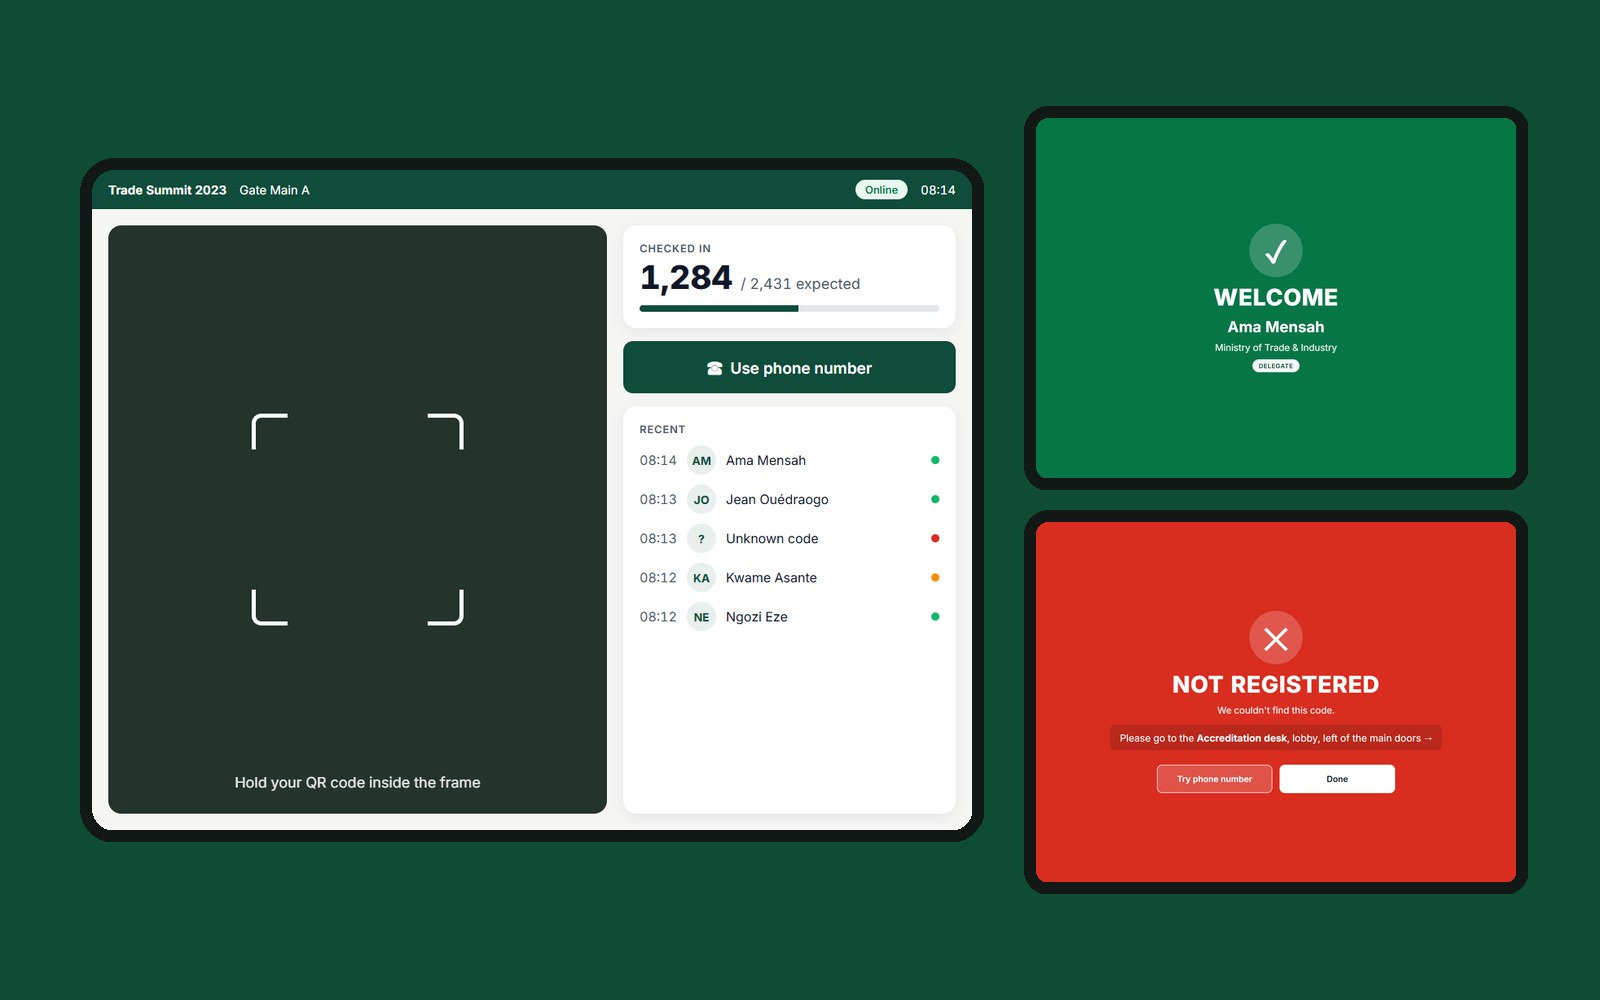 Trade Summit 2023 Gate Main A Online 08:14
Hold your QR code inside the frame
CHECKED IN
1,284 / 2,431 expected
☎ Use phone number
RECENT
08:14 AM Ama Mensah
08:13 JO Jean Ouédraogo
08:13 ? Unknown code
08:12 KA Kwame Asante
08:12 NE Ngozi Eze
✓
WELCOME
Ama Mensah
Ministry of Trade & Industry
DELEGATE
✕
NOT REGISTERED
We couldn't find this code.
Please go to the Accreditation desk, lobby, left of the main doors →
Try phone number Done